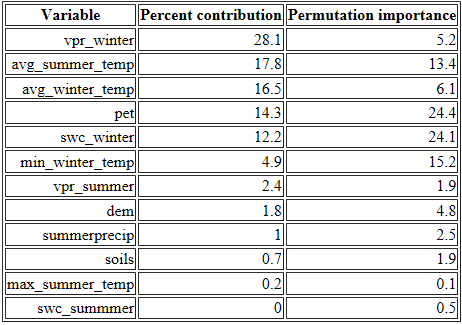 Variable Percent contribution Permutation importance
vpr_winter 28.1 5.2
avg_summer_temp 17.8 13.4
avg_winter_temp 16.5 6.1
pet 14.3 24.4
swc_winter 12.2 24.1
min_winter_temp 4.9 15.2
vpr_summer 2.4 1.9
dem 1.8 4.8
summerprecip 1 2.5
soils 0.7 1.9
max_summer_temp 0.2 0.1
swc_summmer 0 0.5